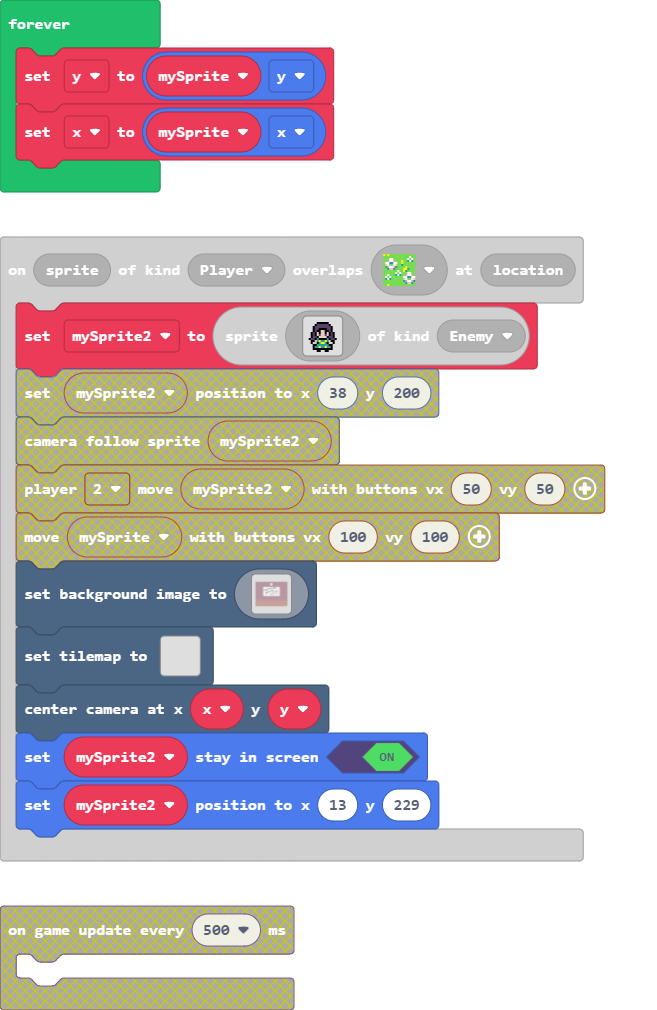 forever
set y to mySprite y
set x to mySprite x
on sprite of kind Player overlaps at location
set mySprite2 to sprite of kind Enemy
set mySprite2 position to x 38 y 200
camera follow sprite mySprite2
player 2 move mySprite2 with buttons vx 50 vy 50
move mySprite with buttons vx 100 vy 100
set background image to
set tilemap to
center camera at x x y y
set mySprite2 stay in screen ON
set mySprite2 position to x 13 y 229
on game update every 500 ms